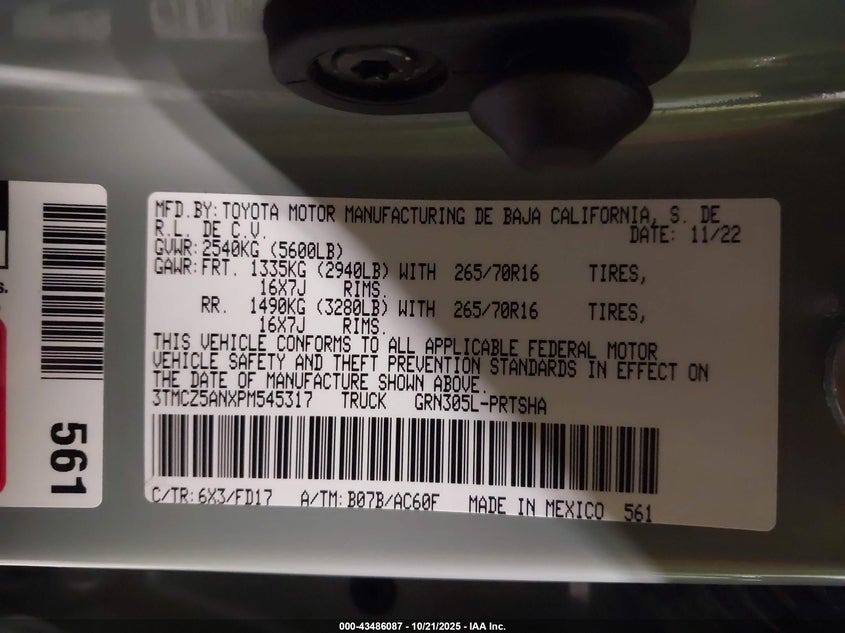 MFD.BY: TOYOTA MOTOR MANUFACTURING DE BAJA CALIFORNIA, S. DE
R.L. DE C.V. DATE: 11/22
GVWR: 2540KG (5600LB)
GAWR: FRT. 1335KG (2940LB) WITH 265/70R16 TIRES,
16X7J RIMS.
RR. 1490KG (3280LB) WITH 265/70R16 TIRES,
16X7J RIMS.
THIS VEHICLE CONFORMS TO ALL APPLICABLE FEDERAL MOTOR
VEHICLE SAFETY AND THEFT PREVENTION STANDARDS IN EFFECT ON
THE DATE OF MANUFACTURE SHOWN ABOVE.
3TMCZ5ANXPM545317 TRUCK GRN305L-PRTSHA
C/TR: 6X3/FD17 A/TM: B07B/AC60F MADE IN MEXICO 561
561
000-43486087 - 10/21/2025 - IAA Inc.